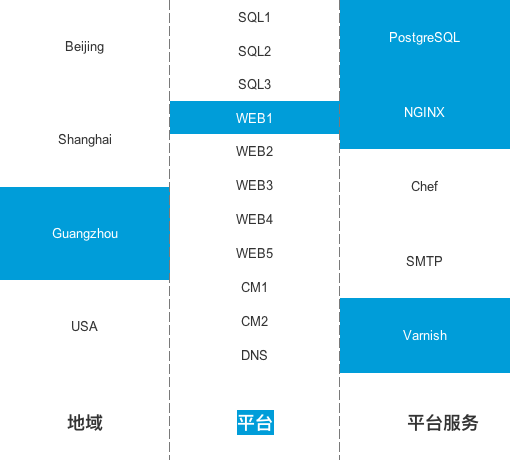 Beijing
Shanghai
Guangzhou
USA
地域
SQL1
SQL2
SQL3
WEB1
WEB2
WEB3
WEB4
WEB5
CM1
CM2
DNS
平台
PostgreSQL
NGINX
Chef
SMTP
Varnish
平台服务